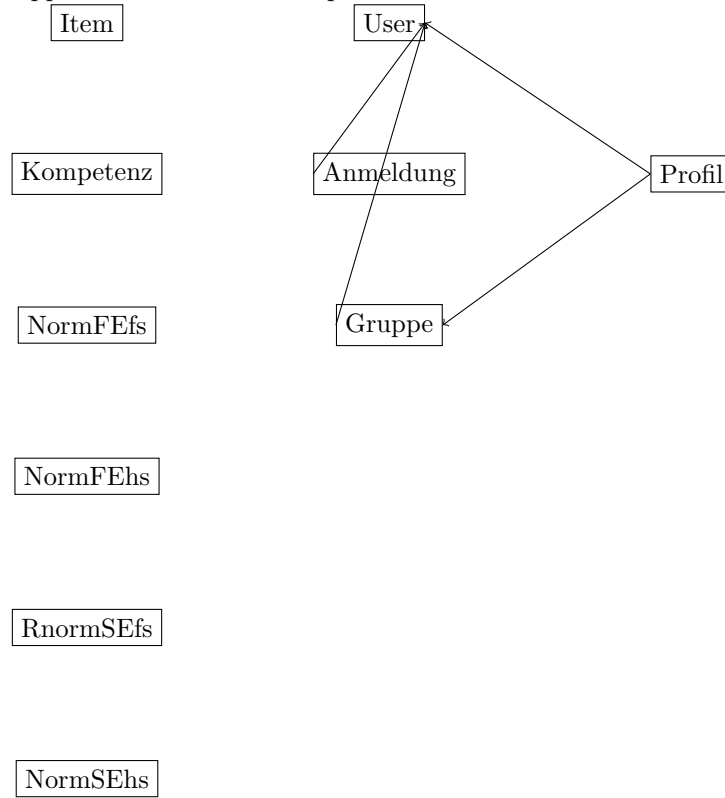 Item
User
Kompetenz
Anmeldung
Profil
NormFEfs
Gruppe
NormFEhs
RnormSEfs
NormSEhs